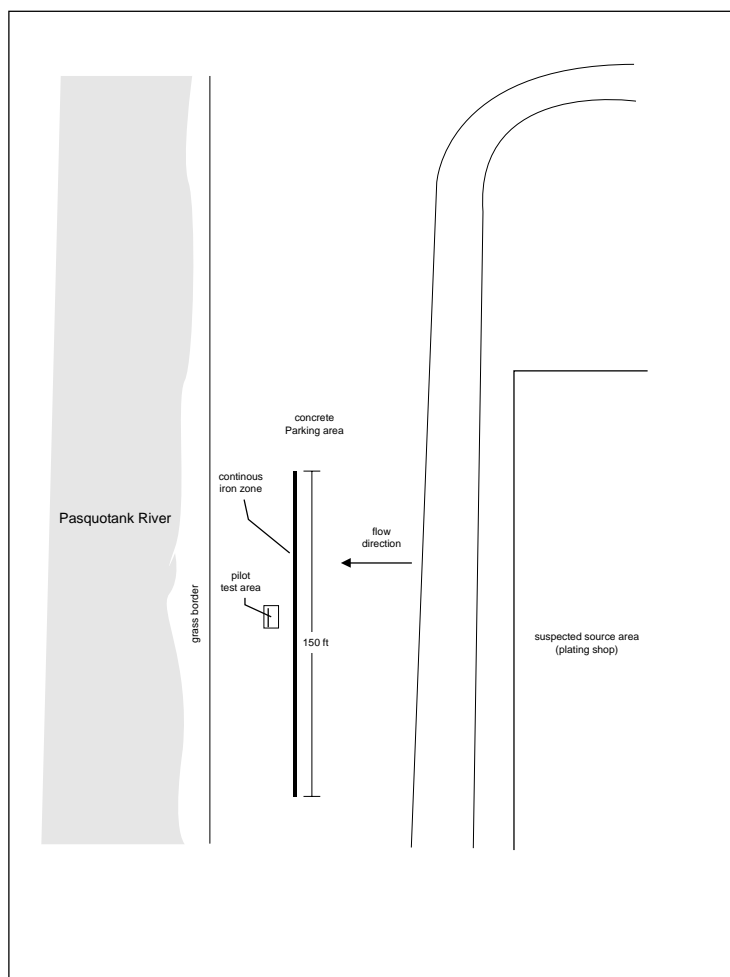 concrete
Parking area
continous
iron zone
Pasquotank River
flow
direction
pilot
test area
grass border
150 ft
suspected source area
(plating shop)